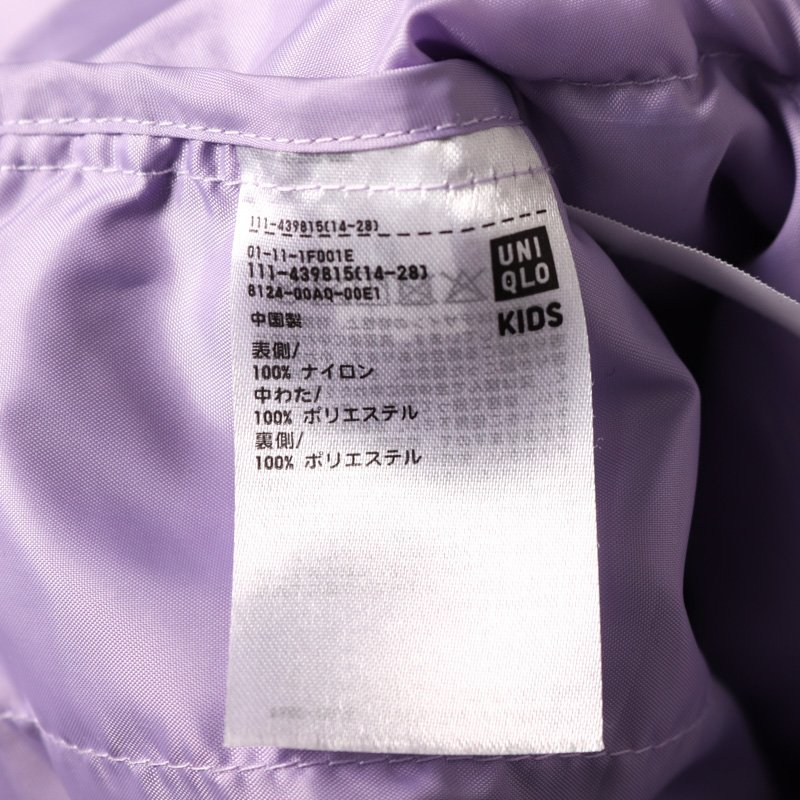 111-439815(14-28)
01-11-1F001E
111-439815(14-28)
8124-00AQ-00E1
UNI
QLO
KIDS
中国製
表側/
100% ナイロン
中わた/
100% ポリエステル
裏側/
100% ポリエステル